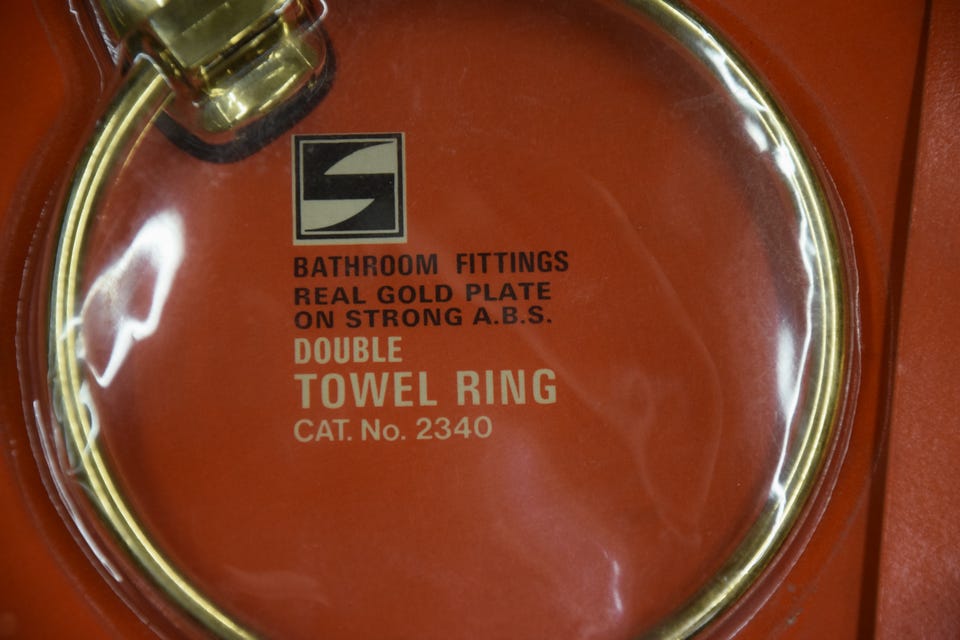 BATHROOM FITTINGS
REAL GOLD PLATE
ON STRONG A.B.S.
DOUBLE
TOWEL RING
CAT. No. 2340